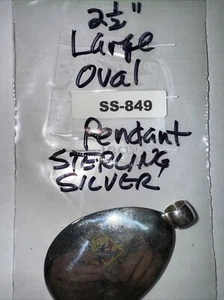 2½"
Large
Oval
SS-849
Pendant
STERLING
SILVER